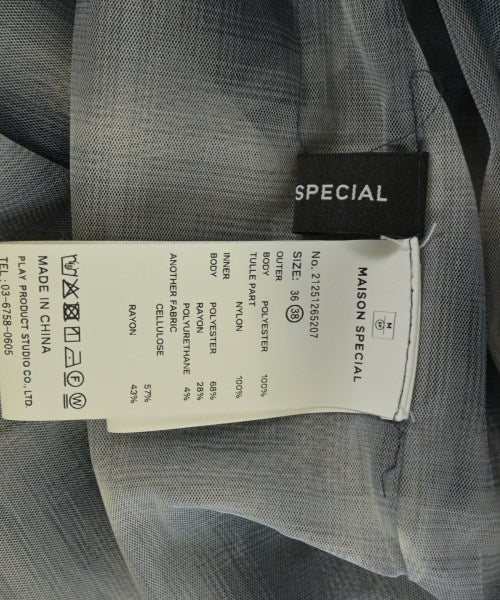 SPECIAL
MAISON SPECIAL
No. 21251265207
SIZE: 36 38
OUTER
BODY POLYESTER 100%
TULLE PART NYLON 100%
INNER
BODY POLYESTER 68%
RAYON 28%
POLYURETHANE 4%
ANOTHER FABRIC
CELLULOSE 57%
RAYON 43%
MADE IN CHINA
PLAY PRODUCT STUDIO CO., LTD.
TEL: 03-6758-0605